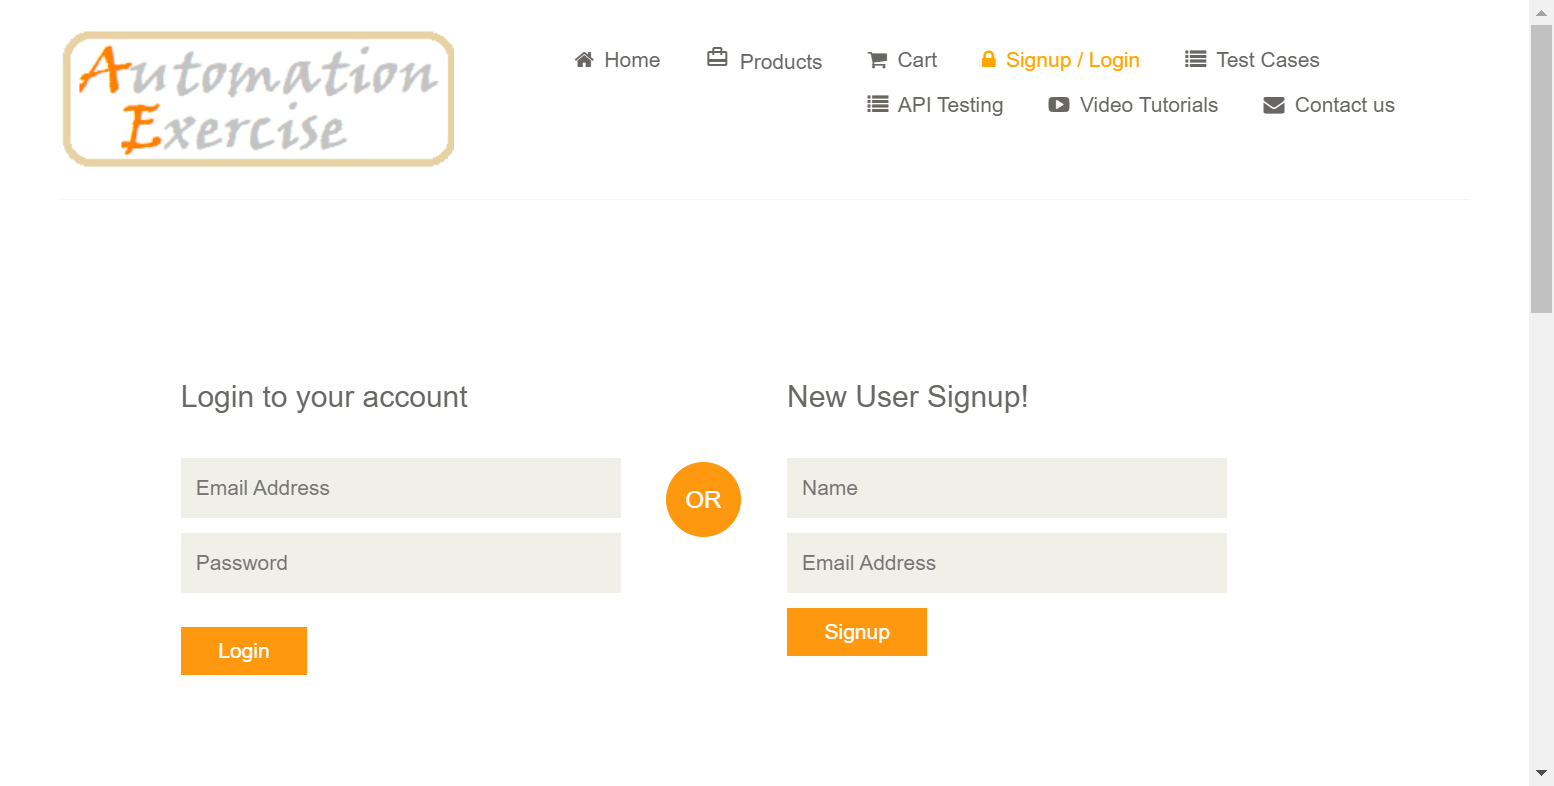 Automation
Exercise
Home Products Cart Signup / Login Test Cases
API Testing Video Tutorials Contact us
Login to your account
Email Address
Password
Login
OR
New User Signup!
Name
Email Address
Signup